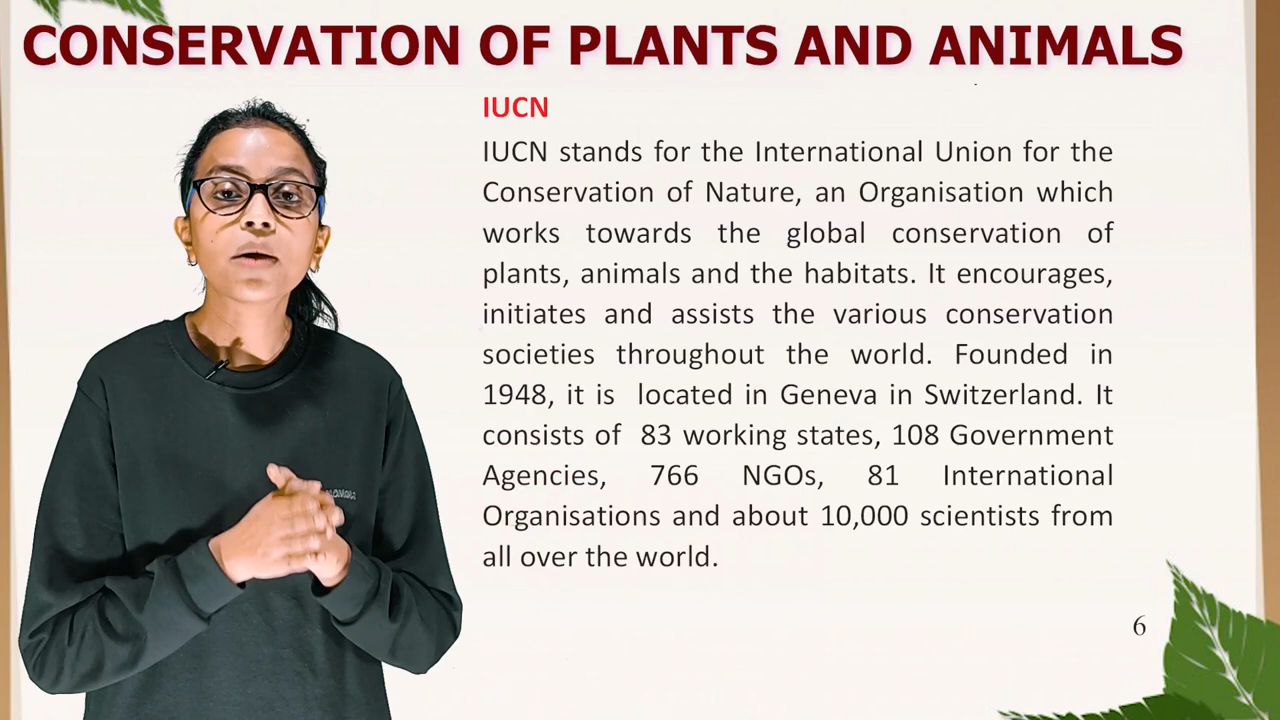 CONSERVATION OF PLANTS AND ANIMALS
IUCN
IUCN stands for the International Union for the
Conservation of Nature, an Organisation which
works towards the global conservation of
plants, animals and the habitats. It encourages,
initiates and assists the various conservation
societies throughout the world. Founded in
1948, it is located in Geneva in Switzerland. It
consists of 83 working states, 108 Government
Agencies, 766 NGOs, 81 International
Organisations and about 10,000 scientists from
all over the world.
6